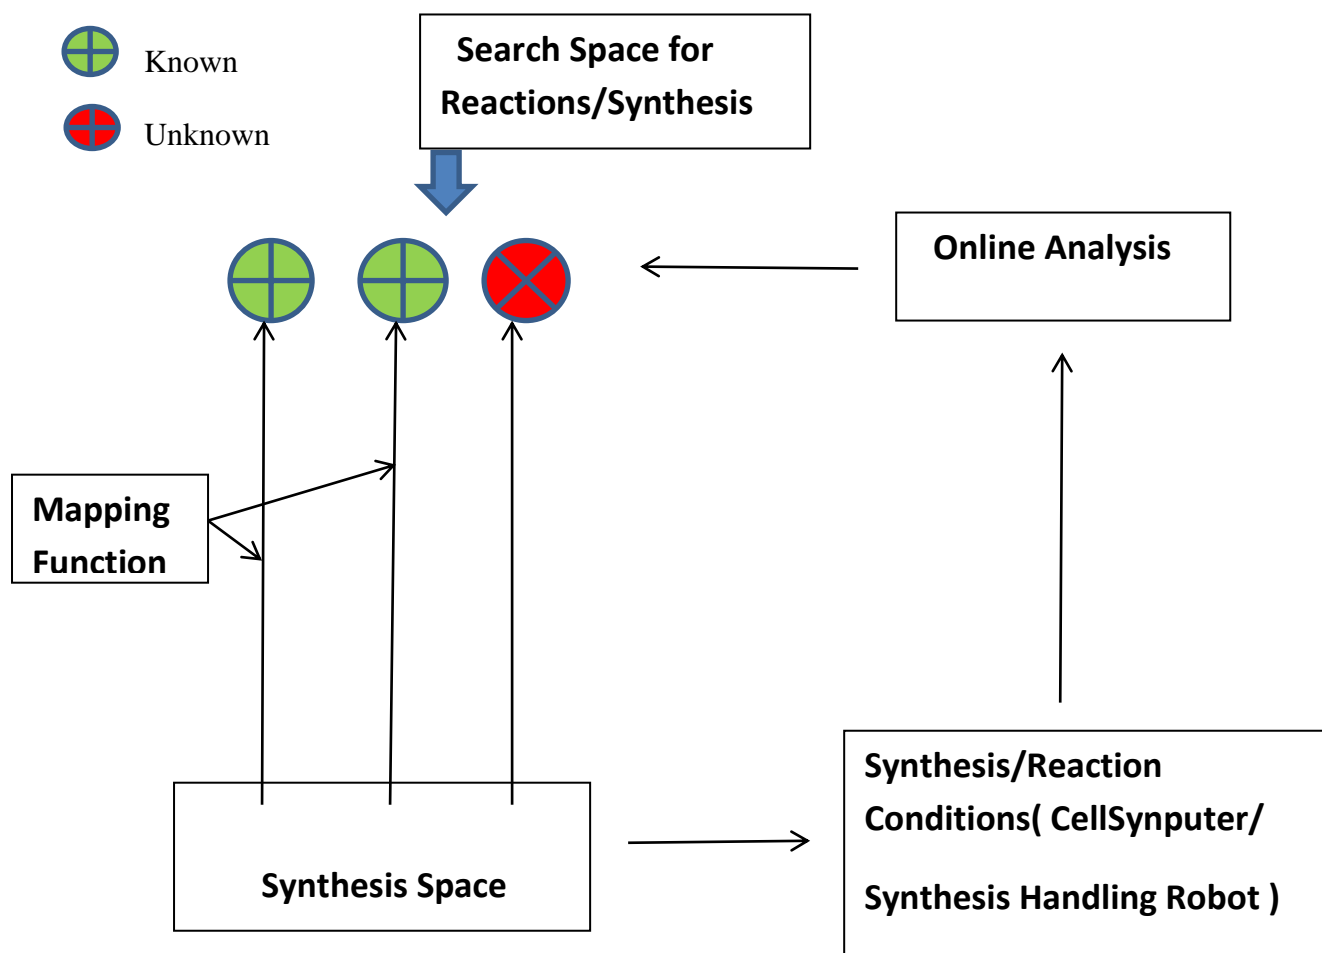 Known
Unknown
Search Space for
Reactions/Synthesis
Online Analysis
Mapping
Function
Synthesis Space
Synthesis/Reaction
Conditions( CellSynputer/
Synthesis Handling Robot )